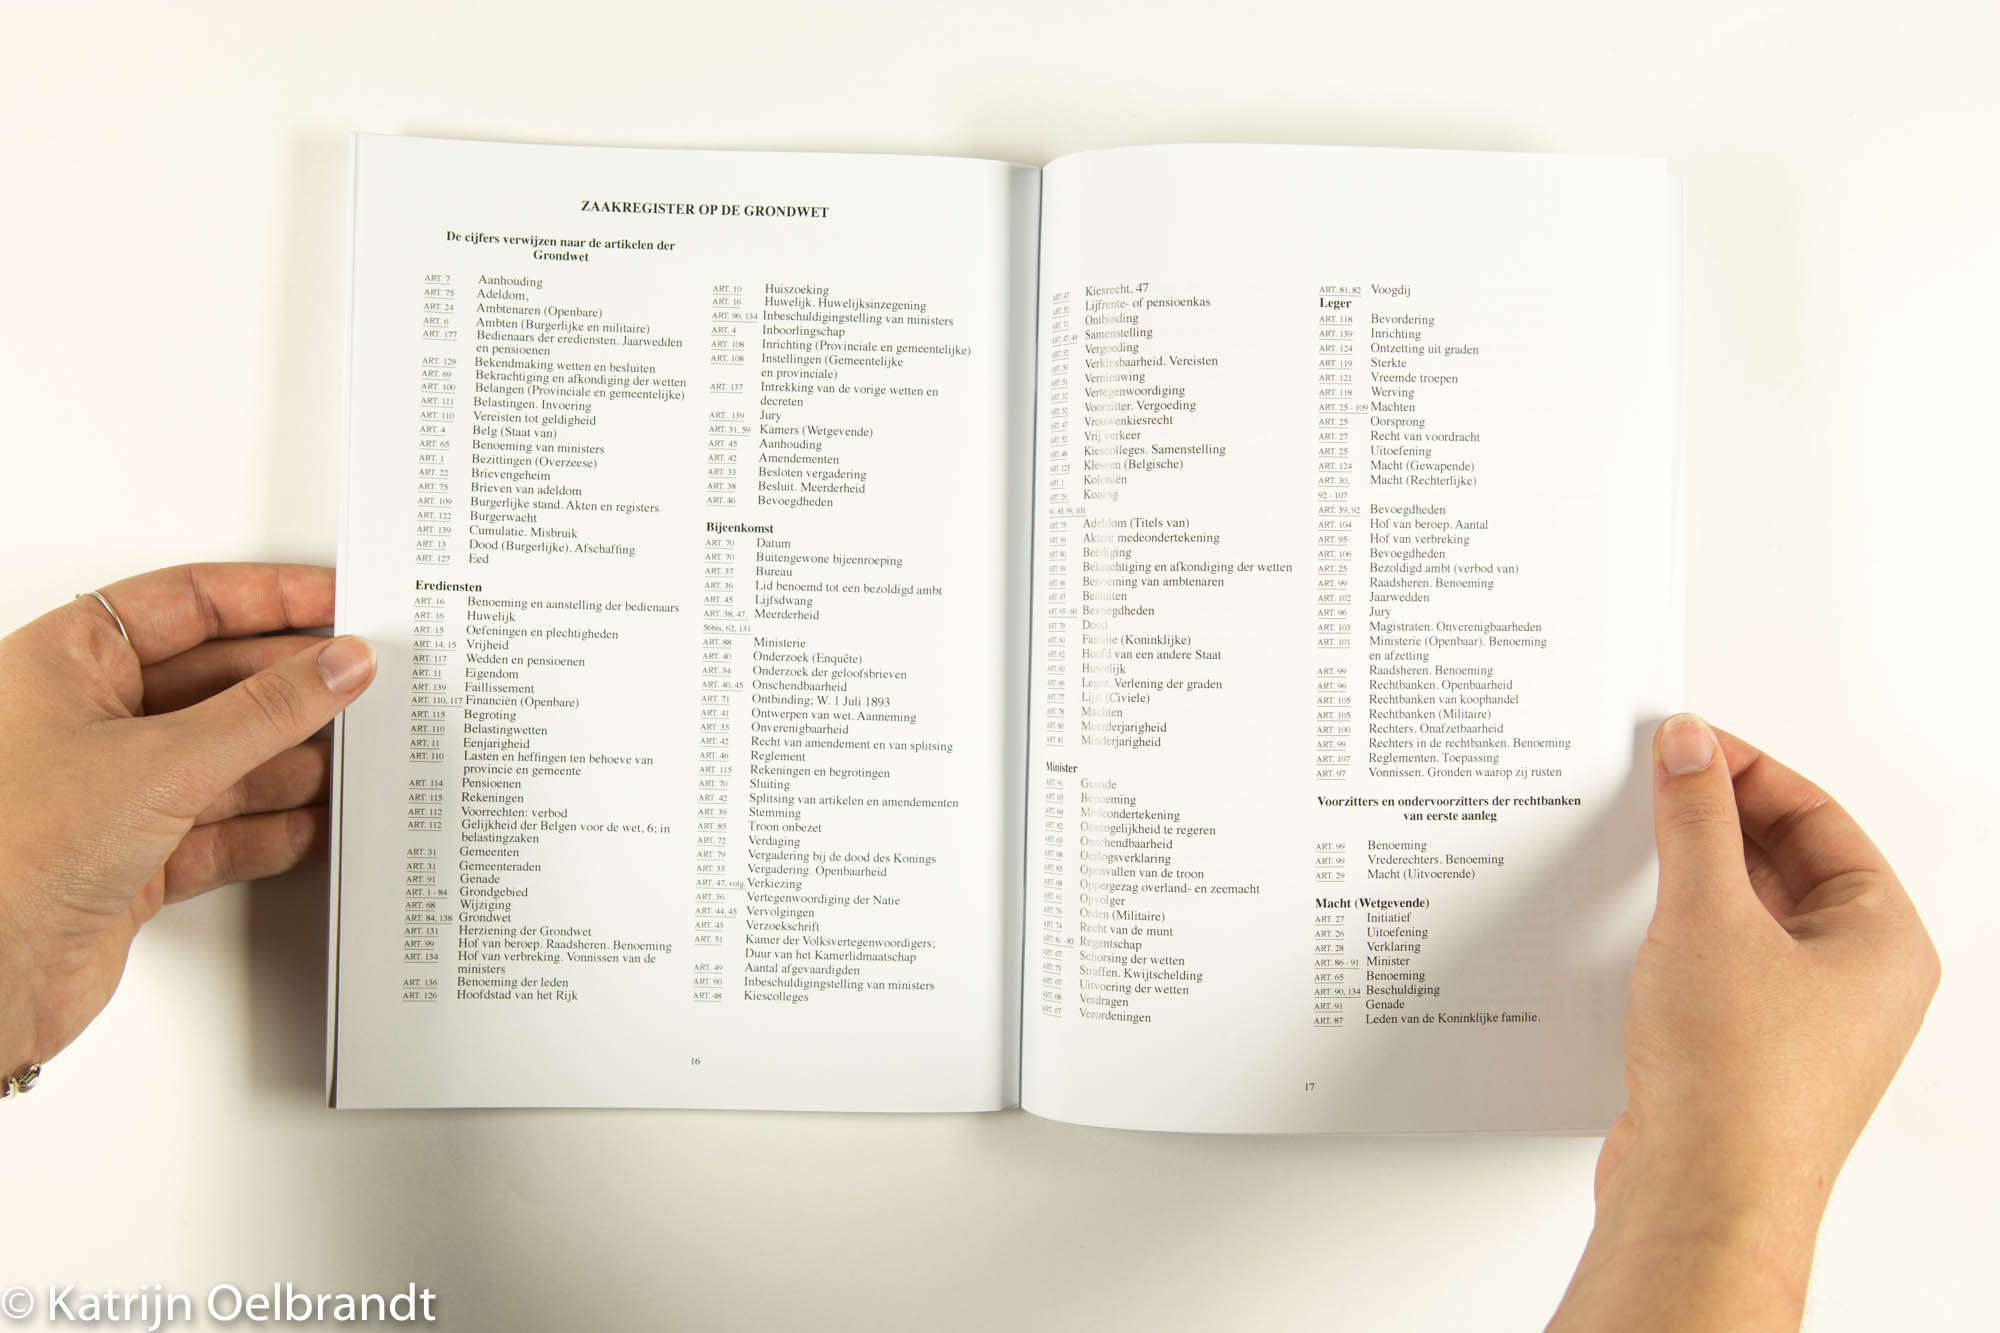 ZAAKREGISTER OP DE GRONDWET
De cijfers verwijzen naar de artikelen der
Grondwet
ART. 7 Aanhouding
ART. 75 Adeldom,
ART. 24 Ambtenaren (Openbare)
ART. 6 Ambten (Burgerlijke en militaire)
ART. 177 Bedienaars der erediensten. Jaarwedden
en pensioenen
ART. 129 Bekendmaking wetten en besluiten
ART. 69 Bekrachtiging en afkondiging der wetten
ART. 100 Belangen (Provinciale en gemeentelijke)
ART. 111 Belastingen. Invoering
ART. 110 Vereisten tot geldigheid
ART. 4 Belg (Staat van)
ART. 65 Benoeming van ministers
ART. 1 Bezittingen (Overzeese)
ART. 22 Brievengeheim
ART. 75 Brieven van adeldom
ART. 109 Burgerlijke stand. Akten en registers
ART. 122 Burgerwacht
ART. 139 Cumulatie. Misbruik
ART. 13 Dood (Burgerlijke). Afschaffing
ART. 127 Eed
Erediensten
ART. 16 Benoeming en aanstelling der bedienaars
ART. 16 Huwelijk
ART. 15 Oefeningen en plechtigheden
ART. 14, 15 Vrijheid
ART. 117 Wedden en pensioenen
ART. 11 Eigendom
ART. 139 Faillissement
ART. 110, 117 Financiën (Openbare)
ART. 115 Begroting
ART. 110 Belastingwetten
ART. 11 Eenjarigheid
ART. 110 Lasten en heffingen ten behoeve van
provincie en gemeente
ART. 114 Pensioenen
ART. 115 Rekeningen
ART. 112 Voorrechten: verbod
ART. 112 Gelijkheid der Belgen voor de wet, 6; in
belastingzaken
ART. 31 Gemeenten
ART. 31 Gemeenteraden
ART. 91 Genade
ART. 1 - 84 Grondgebied
ART. 68 Wijziging
ART. 84, 138 Grondwet
ART. 131 Herziening der Grondwet
ART. 99 Hof van beroep. Raadsheren. Benoeming
ART. 134 Hof van verbreking. Vonnissen van de
ministers
ART. 136 Benoeming der leden
ART. 126 Hoofdstad van het Rijk
ART. 10 Huiszoeking
ART. 16 Huwelijk. Huwelijksinzegening
ART. 90, 134 Inbeschuldigingstelling van ministers
ART. 4 Inboorlingschap
ART. 108 Inrichting (Provinciale en gemeentelijke)
ART. 108 Instellingen (Gemeentelijke
en provinciale)
ART. 137 Intrekking van de vorige wetten en
decreten
ART. 139 Jury
ART. 31, 59 Kamers (Wetgevende)
ART. 45 Aanhouding
ART. 42 Amendementen
ART. 33 Besloten vergadering
ART. 38 Besluit. Meerderheid
ART. 46 Bevoegdheden
Bijeenkomst
ART. 70 Datum
ART. 70 Buitengewone bijeenroeping
ART. 37 Bureau
ART. 36 Lid benoemd tot een bezoldigd ambt
ART. 45 Lijfsdwang
ART. 38, 47, Meerderheid
56bis, 62, 131
ART. 88 Ministerie
ART. 40 Onderzoek (Enquête)
ART. 34 Onderzoek der geloofsbrieven
ART. 40, 45 Onschendbaarheid
ART. 71 Ontbinding; W. 1 Juli 1893
ART. 41 Ontwerpen van wet. Aanneming
ART. 35 Onverenigbaarheid
ART. 42 Recht van amendement en van splitsing
ART. 46 Reglement
ART. 115 Rekeningen en begrotingen
ART. 70 Sluiting
ART. 42 Splitsing van artikelen en amendementen
ART. 39 Stemming
ART. 85 Troon onbezet
ART. 72 Verdaging
ART. 79 Vergadering bij de dood des Konings
ART. 33 Vergadering. Openbaarheid
ART. 47, volg. Verkiezing
ART. 36 Vertegenwoordiging der Natie
ART. 44, 45 Vervolgingen
ART. 43 Verzoekschrift
ART. 51 Kamer der Volksvertegenwoordigers;
Duur van het Kamerlidmaatschap
ART. 49 Aantal afgevaardigden
ART. 90 Inbeschuldigingstelling van ministers
ART. 48 Kiescolleges
16
ART. 47 Kiesrecht, 47
ART. 52 Lijfrente- of pensioenkas
ART. 71 Ontbinding
ART. 47, 49 Samenstelling
ART. 52 Vergoeding
ART. 50 Verkiesbaarheid. Vereisten
ART. 51 Vernieuwing
ART. 32 Vertegenwoordiging
ART. 52 Voorzitter. Vergoeding
ART. 47 Vrouwenkiesrecht
ART. 52 Vrij verkeer
ART. 48 Kiescolleges. Samenstelling
ART. 125 Kleuren (Belgische)
ART. 1 Koloniën
ART. 29, Koning
60 - 85, 99, 101
ART. 75 Adeldom (Titels van)
ART. 69 Akten: medeondertekening
ART. 80 Beëdiging
ART. 69 Bekrachtiging en afkondiging der wetten
ART. 66 Benoeming van ambtenaren
ART. 67 Besluiten
ART. 65 - 60 Bevoegdheden
ART. 79 Dood
ART. 60 Familie (Koninklijke)
ART. 62 Hoofd van een andere Staat
ART. 60 Huwelijk
ART. 66 Leger. Verlening der graden
ART. 77 Lijst (Civiele)
ART. 78 Machten
ART. 80 Meerderjarigheid
ART. 81 Minderjarigheid
Minister
ART. 91 Genade
ART. 65 Benoeming
ART. 64 Medeondertekening
ART. 82 Onmogelijkheid te regeren
ART. 63 Onschendbaarheid
ART. 68 Oorlogsverklaring
ART. 85 Openvallen van de troon
ART. 68 Oppergezag overland- en zeemacht
ART. 61 Opvolger
ART. 76 Orden (Militaire)
ART. 74 Recht van de munt
ART. 81 - 83 Regentschap
ART. 67 Schorsing der wetten
ART. 73 Straffen. Kwijtschelding
ART. 67 Uitvoering der wetten
ART. 68 Verdragen
ART. 67 Verordeningen
ART. 81, 82 Voogdij
Leger
ART. 118 Bevordering
ART. 139 Inrichting
ART. 124 Ontzetting uit graden
ART. 119 Sterkte
ART. 121 Vreemde troepen
ART. 118 Werving
ART. 25 - 109 Machten
ART. 25 Oorsprong
ART. 27 Recht van voordracht
ART. 25 Uitoefening
ART. 124 Macht (Gewapende)
ART. 30, Macht (Rechterlijke)
92 - 107
ART. 39, 92 Bevoegdheden
ART. 104 Hof van beroep. Aantal
ART. 95 Hof van verbreking
ART. 106 Bevoegdheden
ART. 25 Bezoldigd ambt (verbod van)
ART. 99 Raadsheren. Benoeming
ART. 102 Jaarwedden
ART. 96 Jury
ART. 103 Magistraten. Onverenigbaarheden
ART. 101 Ministerie (Openbaar). Benoeming
en afzetting
ART. 99 Raadsheren. Benoeming
ART. 96 Rechtbanken. Openbaarheid
ART. 105 Rechtbanken van koophandel
ART. 105 Rechtbanken (Militaire)
ART. 100 Rechters. Onafzetbaarheid
ART. 99 Rechters in de rechtbanken. Benoeming
ART. 107 Reglementen. Toepassing
ART. 97 Vonnissen. Gronden waarop zij rusten
Voorzitters en ondervoorzitters der rechtbanken
van eerste aanleg
ART. 99 Benoeming
ART. 99 Vrederechters. Benoeming
ART. 29 Macht (Uitvoerende)
Macht (Wetgevende)
ART. 27 Initiatief
ART. 26 Uitoefening
ART. 28 Verklaring
ART. 86 - 91 Minister
ART. 65 Benoeming
ART. 90, 134 Beschuldiging
ART. 91 Genade
ART. 87 Leden van de Koninklijke familie.
17
© Katrijn Oelbrandt